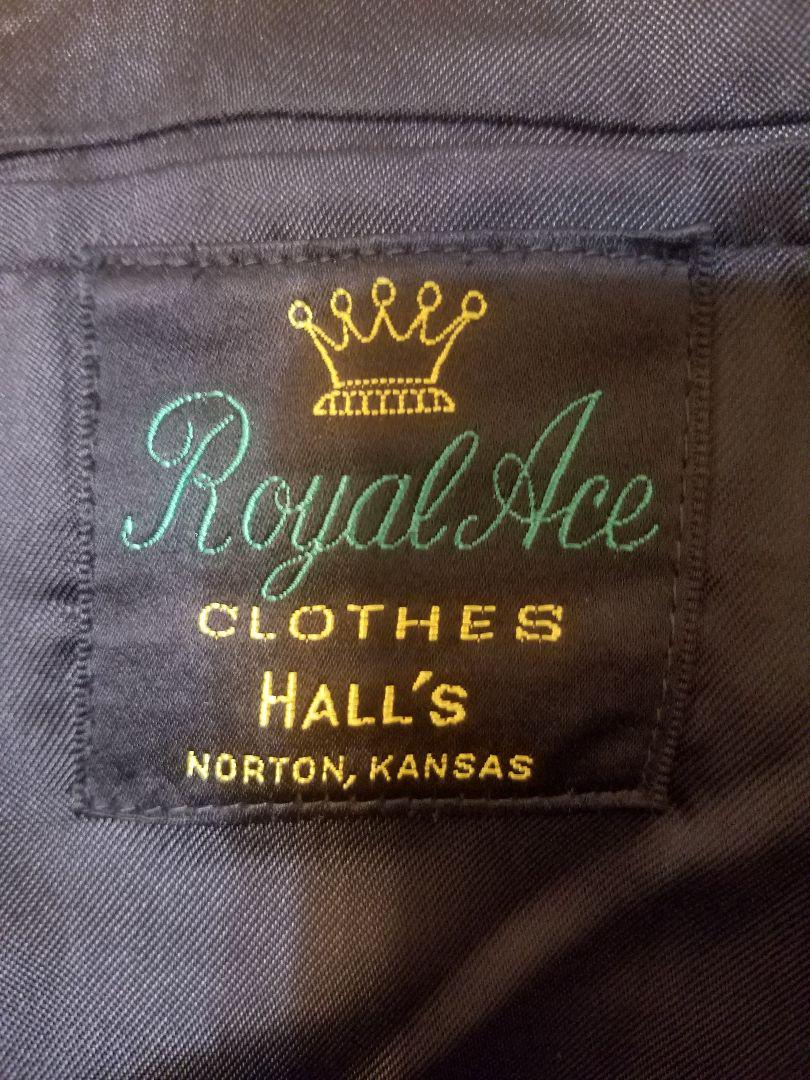 Royal Ace
CLOTHES
HALL'S
NORTON, KANSAS